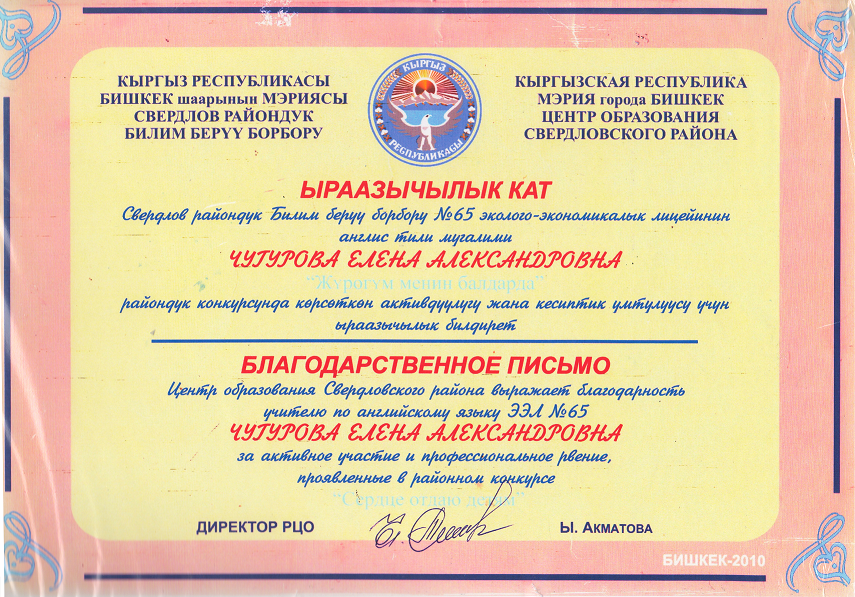 КЫРГЫЗ РЕСПУБЛИКАСЫ
БИШКЕК шаарынын МЭРИЯСЫ
СВЕРДЛОВ РАЙОНДУК
БИЛИМ БЕРҮҮ БОРБОРУ
КЫРГЫЗ
РЕСПУБЛИКАСЫ
КЫРГЫЗСКАЯ РЕСПУБЛИКА
МЭРИЯ города БИШКЕК
ЦЕНТР ОБРАЗОВАНИЯ
СВЕРДЛОВСКОГО РАЙОНА
ЫРААЗЫЧЫЛЫК КАТ
Свердлов райондук Билим берүү борбору №65 эколого-экономикалык лицейинин
англис тили мугалими
ЧУГУРОВА ЕЛЕНА АЛЕКСАНДРОВНА
“Жүрөгүм менин балдарда”
райондук конкурсунда көрсөткөн активдүүлүгү жана кесиптик умтулуусу үчүн
ыраазычылык билдирет
БЛАГОДАРСТВЕННОЕ ПИСЬМО
Центр образования Свердловского района выражает благодарность
учителю по английскому языку ЭЭЛ №65
ЧУГУРОВА ЕЛЕНА АЛЕКСАНДРОВНА
за активное участие и профессиональное рвение,
проявленные в районном конкурсе
“Сердце отдаю детям”
ДИРЕКТОР РЦО
Ы. АКМАТОВА
БИШКЕК-2010